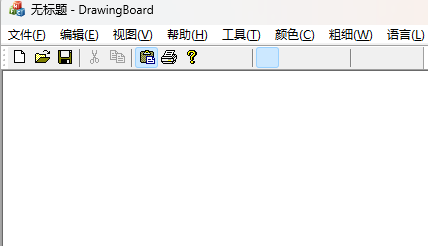 无标题 - DrawingBoard
文件(F) 编辑(E) 视图(V) 帮助(H) 工具(T) 颜色(C) 粗细(W) 语言(L)